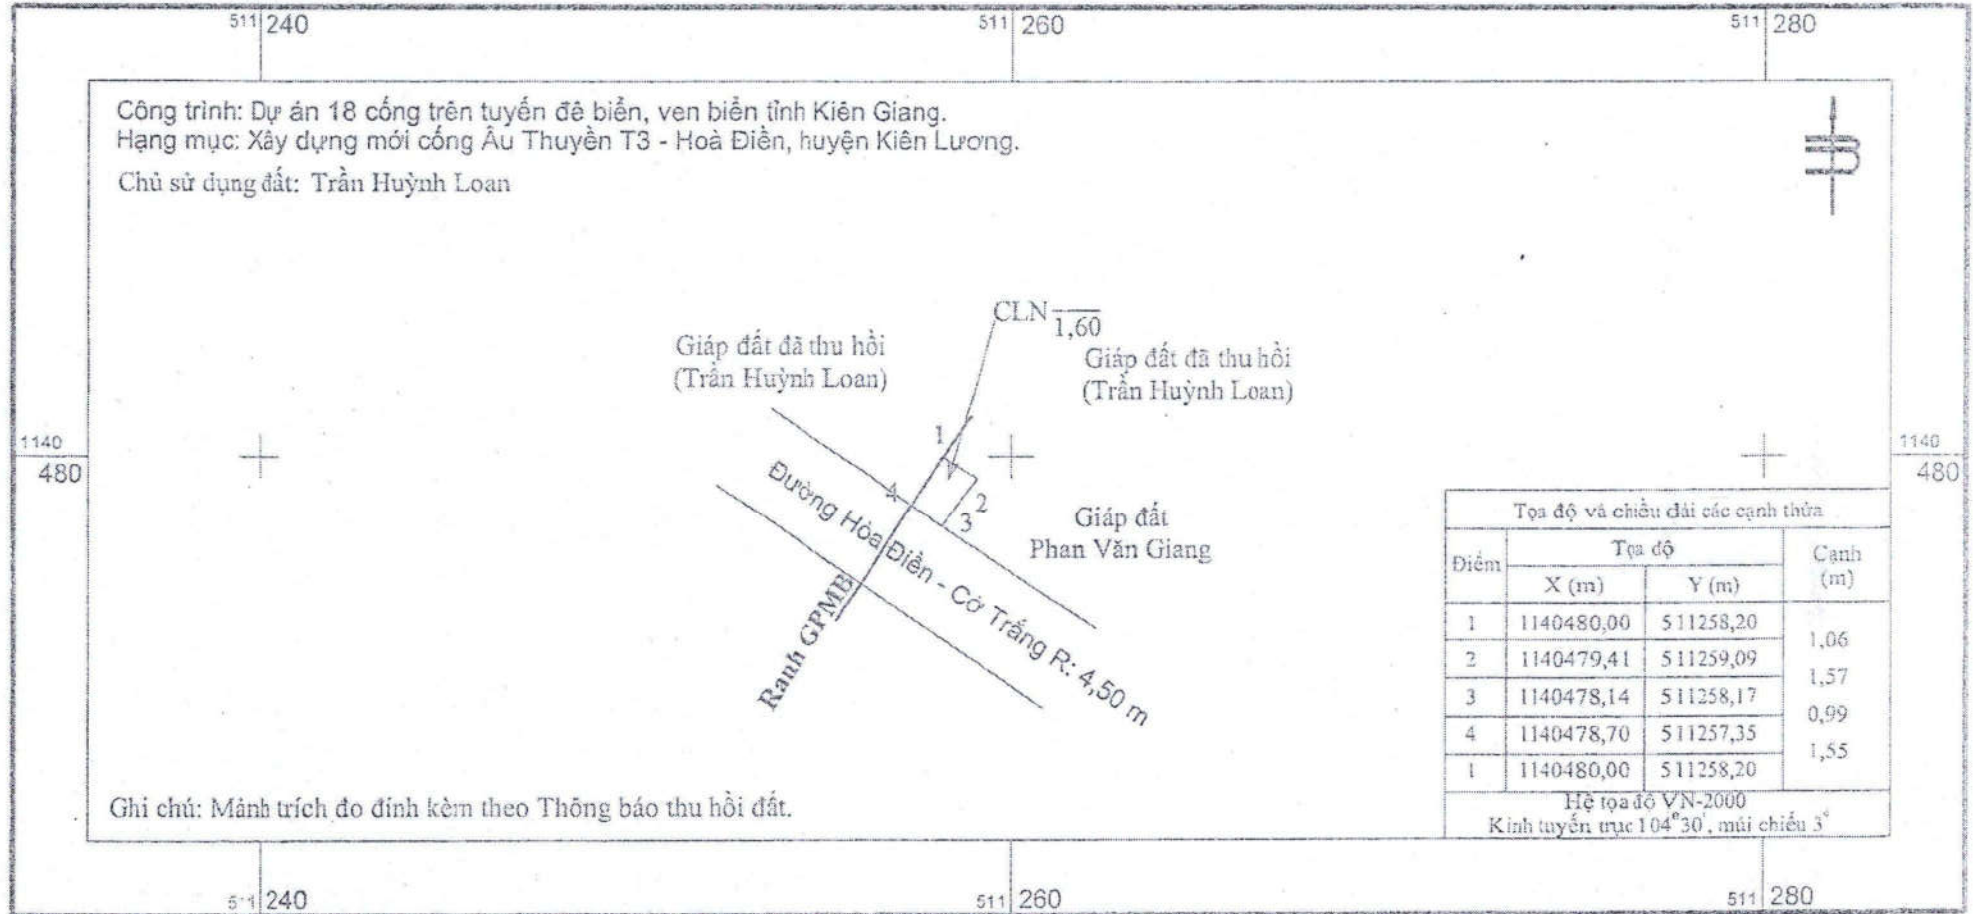 511 240
511 260
511 280
Công trình: Dự án 18 cống trên tuyến đê biển, ven biển tỉnh Kiên Giang.
Hạng mục: Xây dựng mới cống Âu Thuyền T3 - Hoà Điền, huyện Kiên Lương.
Chủ sử dụng đất: Trần Huỳnh Loan
B
CLN 1,60
Giáp đất đã thu hồi
(Trần Huỳnh Loan)
Giáp đất đã thu hồi
(Trần Huỳnh Loan)
1140
480
1140
480
1
2
3
4
Đường Hòa Điền - Cờ Trắng R: 4,50 m
Giáp đất
Phan Văn Giang
Ranh GPMB
Tọa độ và chiều dài các cạnh thửa
Điểm Tọa độ Cạnh (m)
X (m) Y (m)
1 1140480,00 511258,20
1,06
2 1140479,41 511259,09
1,57
3 1140478,14 511258,17
0,99
4 1140478,70 511257,35
1,55
1 1140480,00 511258,20
Hệ tọa độ VN-2000
Kinh tuyến trục 104°30', múi chiếu 3°
Ghi chú: Mảnh trích đo đính kèm theo Thông báo thu hồi đất.
511 240
511 260
511 280